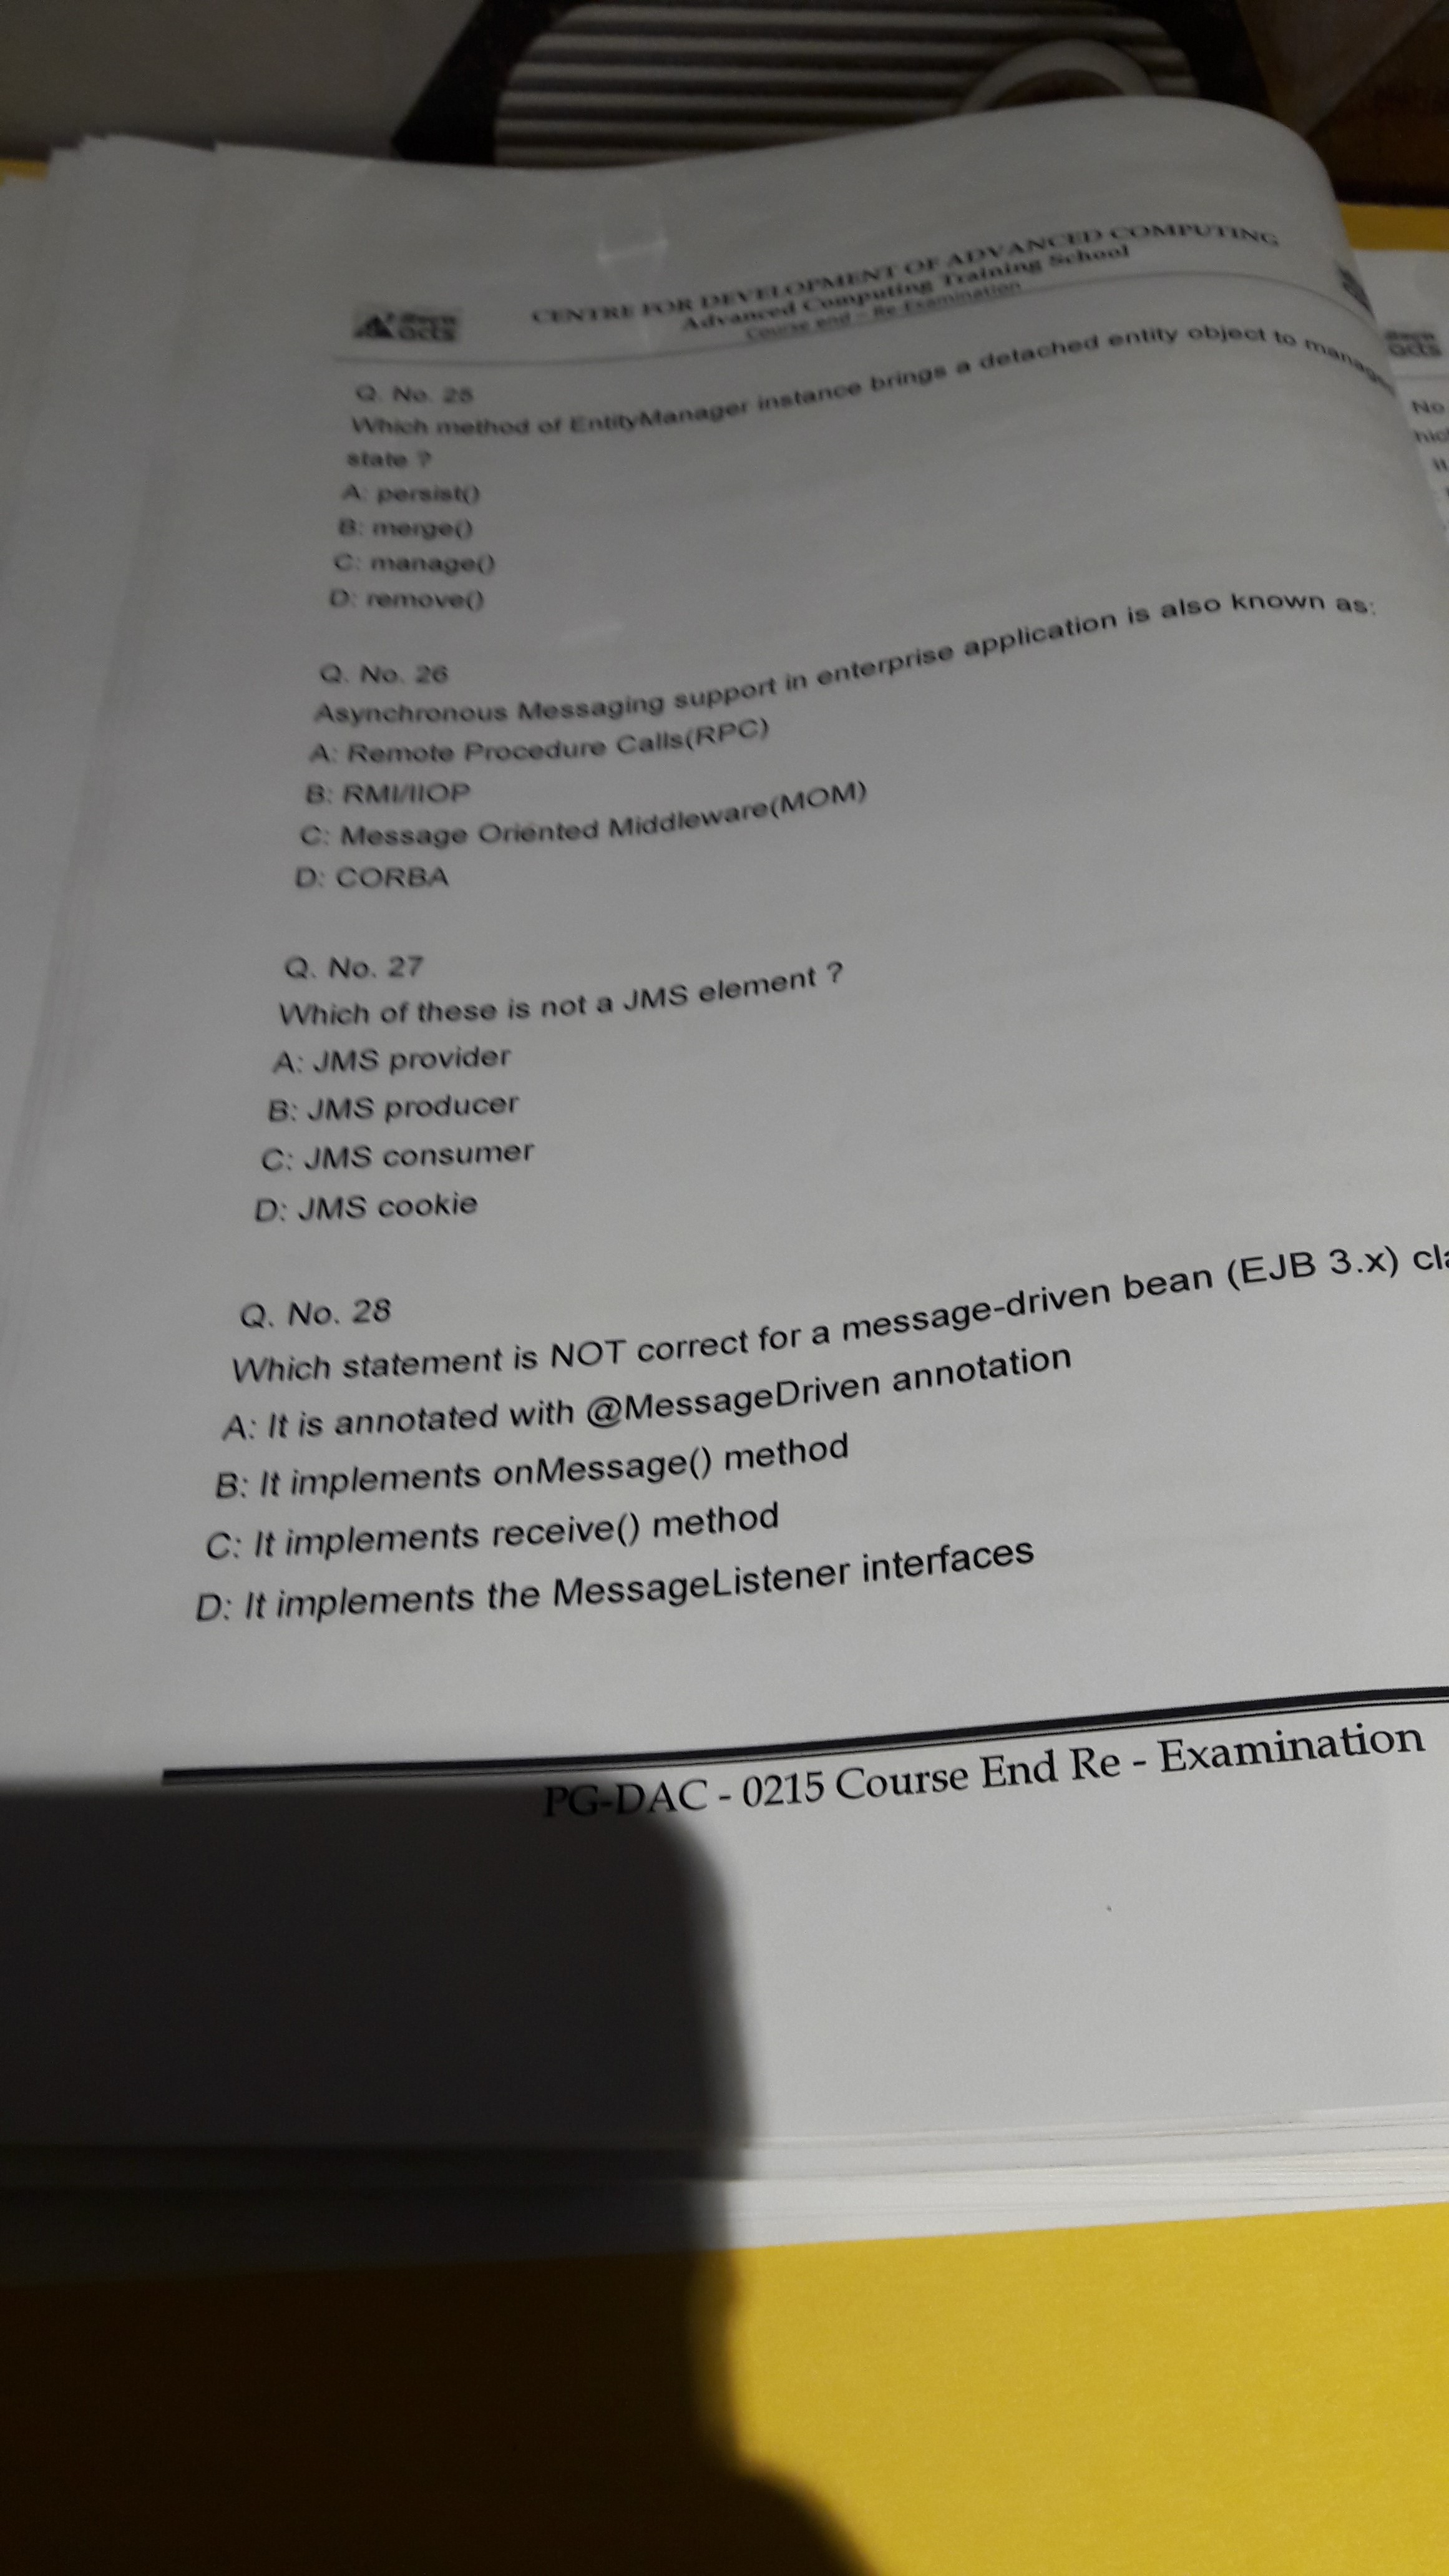 acts
CENTRE FOR DEVELOPMENT OF ADVANCED COMPUTING
Advanced Computing Training School
Course end - Re Examination
Q. No. 25
Which method of EntityManager instance brings a detached entity object to
state ?
A: persist()
B: merge()
C: manage()
D: remove()
Q. No. 26
Asynchronous Messaging support in enterprise application is also known as:
A: Remote Procedure Calls(RPC)
B: RMI/IIOP
C: Message Oriented Middleware(MOM)
D: CORBA
Q. No. 27
Which of these is not a JMS element ?
A: JMS provider
B: JMS producer
C: JMS consumer
D: JMS cookie
Q. No. 28
Which statement is NOT correct for a message-driven bean (EJB 3.x) cla
A: It is annotated with @MessageDriven annotation
B: It implements onMessage() method
C: It implements receive() method
D: It implements the MessageListener interfaces
PG-DAC - 0215 Course End Re - Examination
acts
No